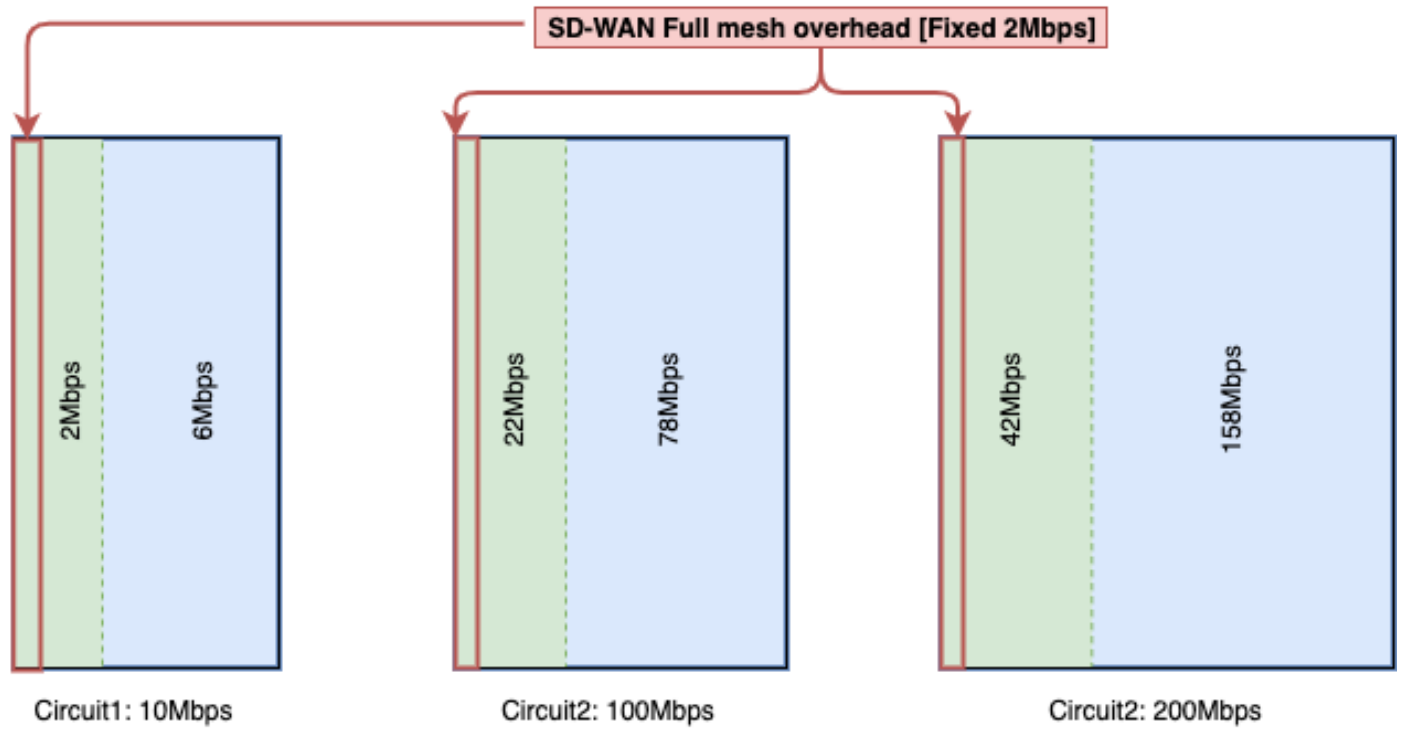 SD-WAN Full mesh overhead [Fixed 2Mbps]
2Mbps
6Mbps
22Mbps
78Mbps
42Mbps
158Mbps
Circuit1: 10Mbps
Circuit2: 100Mbps
Circuit2: 200Mbps